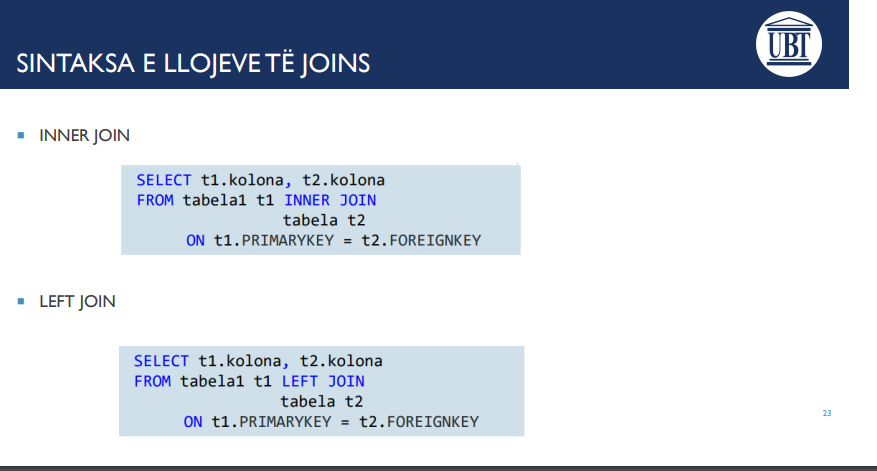 SINTAKSA E LLOJEVE TË JOINS
UBT
INNER JOIN
SELECT t1.kolona, t2.kolona
FROM tabela1 t1 INNER JOIN
tabela t2
ON t1.PRIMARYKEY = t2.FOREIGNKEY
LEFT JOIN
SELECT t1.kolona, t2.kolona
FROM tabela1 t1 LEFT JOIN
tabela t2
ON t1.PRIMARYKEY = t2.FOREIGNKEY
23